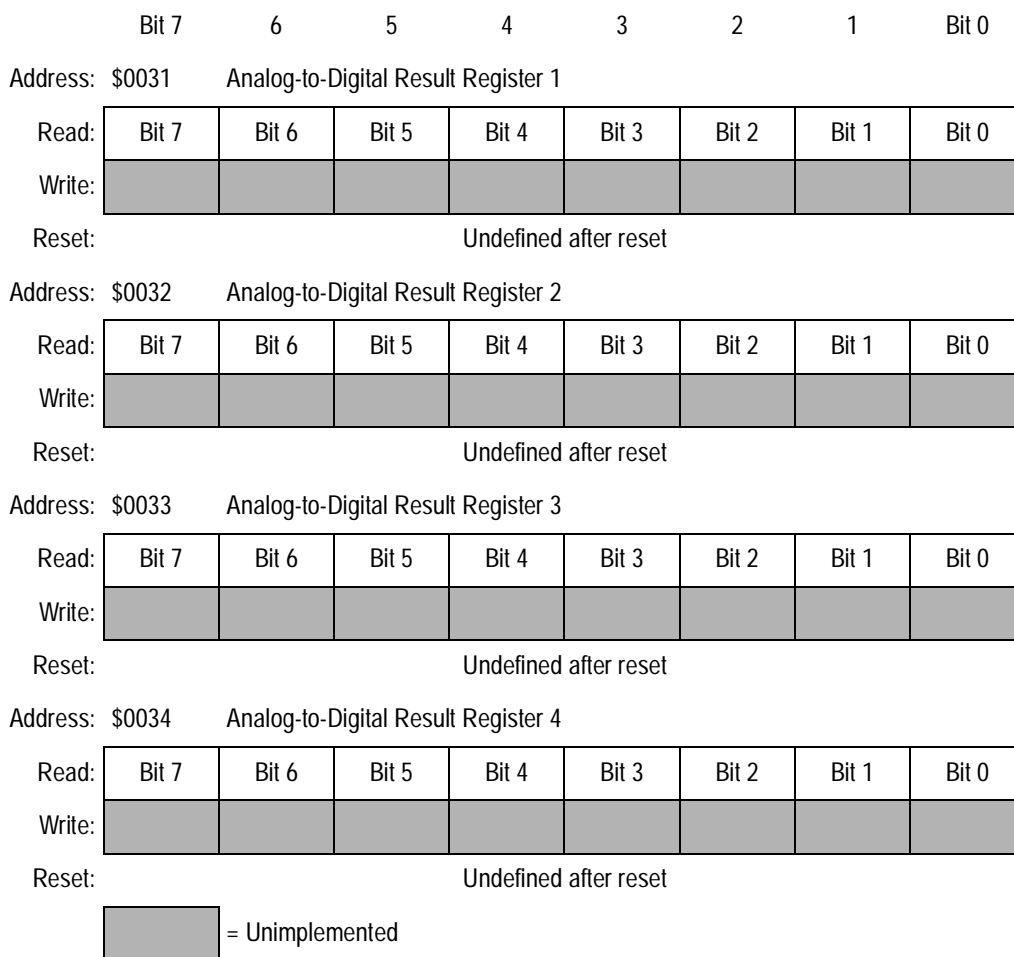 Bit 7 6 5 4 3 2 1 Bit 0
Address: $0031 Analog-to-Digital Result Register 1
Read: Bit 7 Bit 6 Bit 5 Bit 4 Bit 3 Bit 2 Bit 1 Bit 0
Write:
Reset: Undefined after reset
Address: $0032 Analog-to-Digital Result Register 2
Read: Bit 7 Bit 6 Bit 5 Bit 4 Bit 3 Bit 2 Bit 1 Bit 0
Write:
Reset: Undefined after reset
Address: $0033 Analog-to-Digital Result Register 3
Read: Bit 7 Bit 6 Bit 5 Bit 4 Bit 3 Bit 2 Bit 1 Bit 0
Write:
Reset: Undefined after reset
Address: $0034 Analog-to-Digital Result Register 4
Read: Bit 7 Bit 6 Bit 5 Bit 4 Bit 3 Bit 2 Bit 1 Bit 0
Write:
Reset: Undefined after reset
= Unimplemented